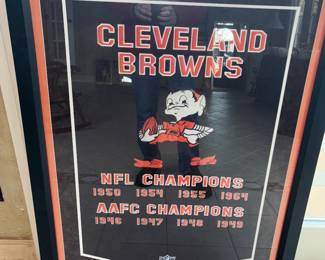 CLEVELAND
BROWNS
NFL CHAMPIONS
1950 1954 1955 1964
AAFC CHAMPIONS
1946 1947 1948 1949